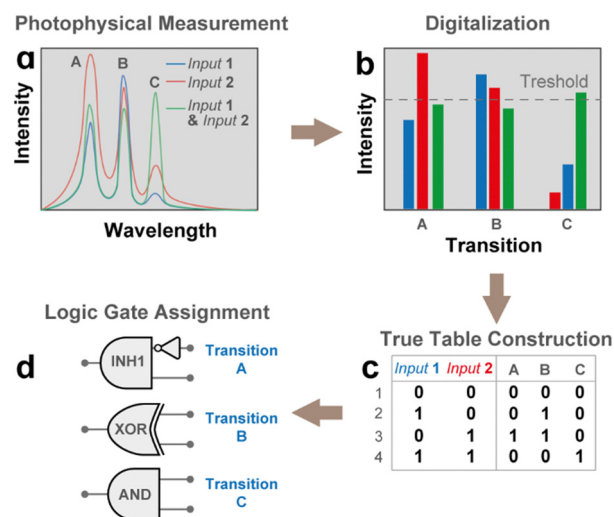 Photophysical Measurement
a
A
B
C
Input 1
Input 2
Input 1
& Input 2
Intensity
Wavelength
Digitalization
b
Treshold
Intensity
A B C
Transition
True Table Construction
c
Input 1 Input 2 A B C
1 0 0 0 0 0
2 1 0 0 1 0
3 0 1 1 1 0
4 1 1 0 0 1
Logic Gate Assignment
d
INH1
Transition
A
XOR
Transition
B
AND
Transition
C